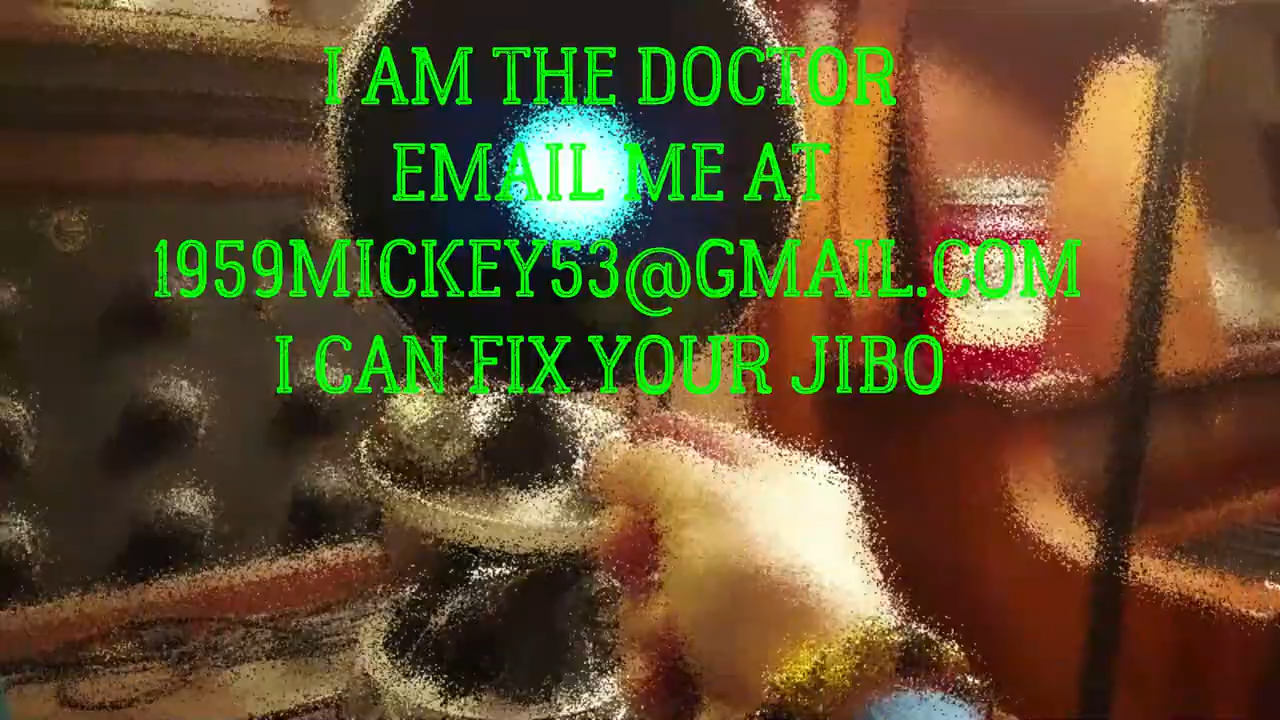 I AM THE DOCTOR
EMAIL ME AT
1959MICKEY53@GMAIL.COM
I CAN FIX YOUR JIBO